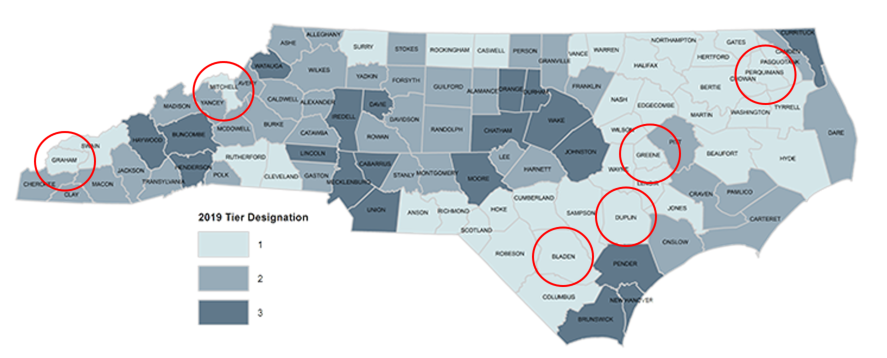 CURRITUCK
ALLEGHANY
ASHE
SURRY
STOKES
ROCKINGHAM
CASWELL
PERSON
GRANVILLE
VANCE
WARREN
NORTHAMPTON
GATES
HERTFORD
PASQUOTANK
PERQUIMANS
CHOWAN
WATAUGA
WILKES
YADKIN
FORSYTH
GUILFORD
ALAMANCE
ORANGE
DURHAM
FRANKLIN
HALIFAX
BERTIE
MITCHELL
AVERY
YANCEY
CALDWELL
ALEXANDER
IREDELL
DAVIE
DAVIDSON
RANDOLPH
CHATHAM
WAKE
NASH
EDGECOMBE
MARTIN
WASHINGTON
TYRRELL
DARE
MADISON
MCDOWELL
BURKE
CATAMBA
ROWAN
WILSON
PITT
BEAUFORT
HYDE
HAYWOOD
BUNCOMBE
SWAIN
GRAHAM
RUTHERFORD
LINCOLN
CABARRUS
LEE
HARNETT
JOHNSTON
WAYNE
GREENE
LENOIR
CHEROKEE
CLAY
MACON
JACKSON
TRANSYLVANIA
HENDERSON
POLK
CLEVELAND
GASTON
MECKLENBURG
STANLY
MONTGOMERY
MOORE
CRAVEN
PAMLICO
UNION
ANSON
RICHMOND
HOKE
CUMBERLAND
SAMPSON
DUPLIN
JONES
CARTERET
SCOTLAND
ROBESON
BLADEN
ONSLOW
PENDER
COLUMBUS
NEW HANOVER
BRUNSWICK
2019 Tier Designation
1
2
3